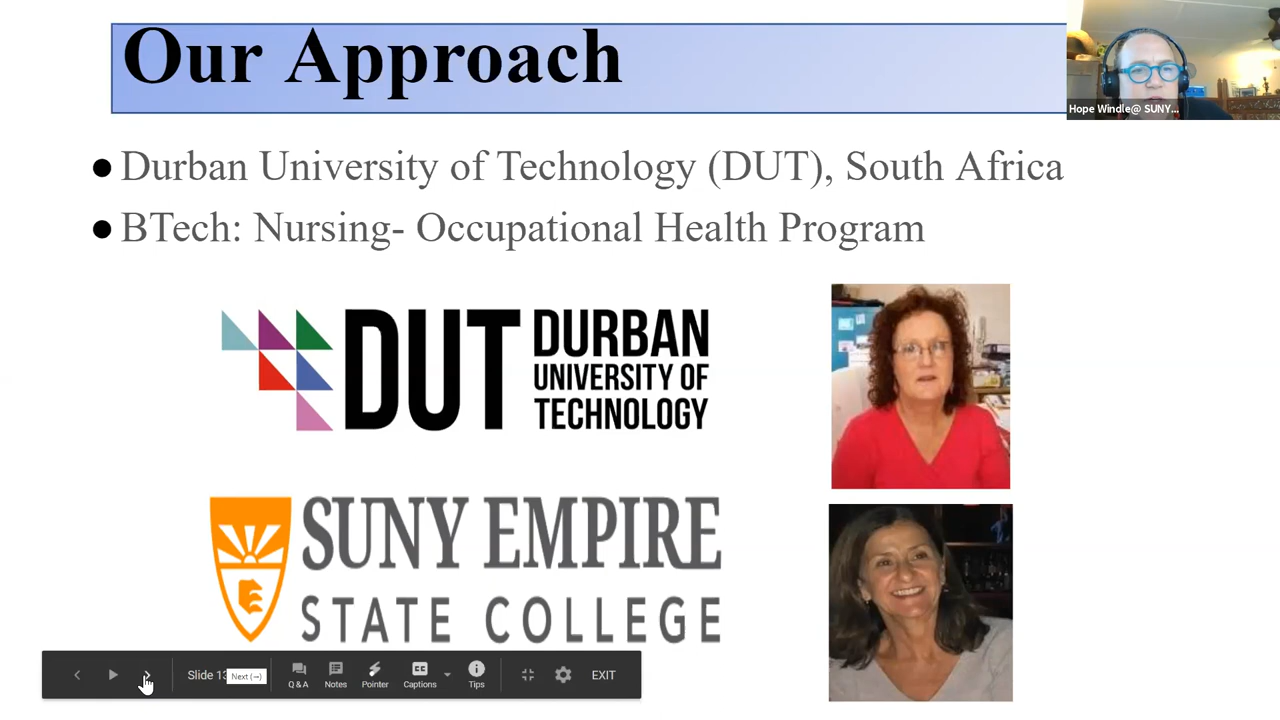 Our Approach
Hope Windle@ SUNY...
● Durban University of Technology (DUT), South Africa
● BTech: Nursing- Occupational Health Program
DUT DURBAN
UNIVERSITY OF
TECHNOLOGY
SUNY EMPIRE
STATE COLLEGE
Slide 13
Next (→)
Q & A
Notes
Pointer
CC
Captions
Tips
EXIT